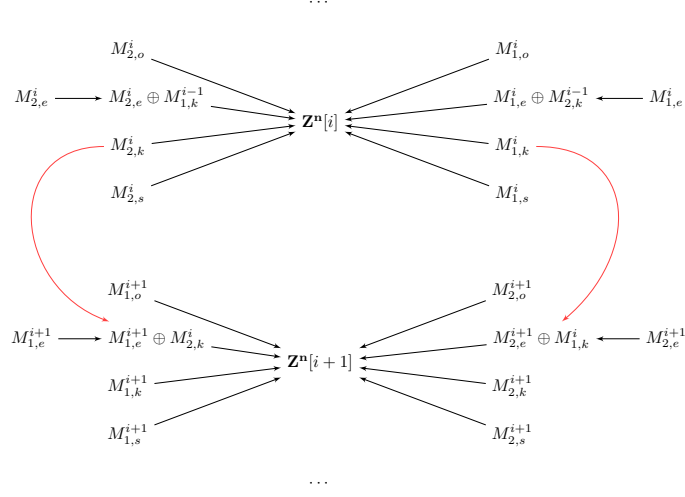 ...
M^i_{2,o} M^i_{1,o}
M^i_{2,e} M^i_{2,e} ⊕ M^{i-1}_{1,k} M^i_{1,e} ⊕ M^{i-1}_{2,k} M^i_{1,e}
Z^n[i]
M^i_{2,k} M^i_{1,k}
M^i_{2,s} M^i_{1,s}
M^{i+1}_{1,o} M^{i+1}_{2,o}
M^{i+1}_{1,e} M^{i+1}_{1,e} ⊕ M^i_{2,k} M^{i+1}_{2,e} ⊕ M^i_{1,k} M^{i+1}_{2,e}
Z^n[i + 1]
M^{i+1}_{1,k} M^{i+1}_{2,k}
M^{i+1}_{1,s} M^{i+1}_{2,s}
...